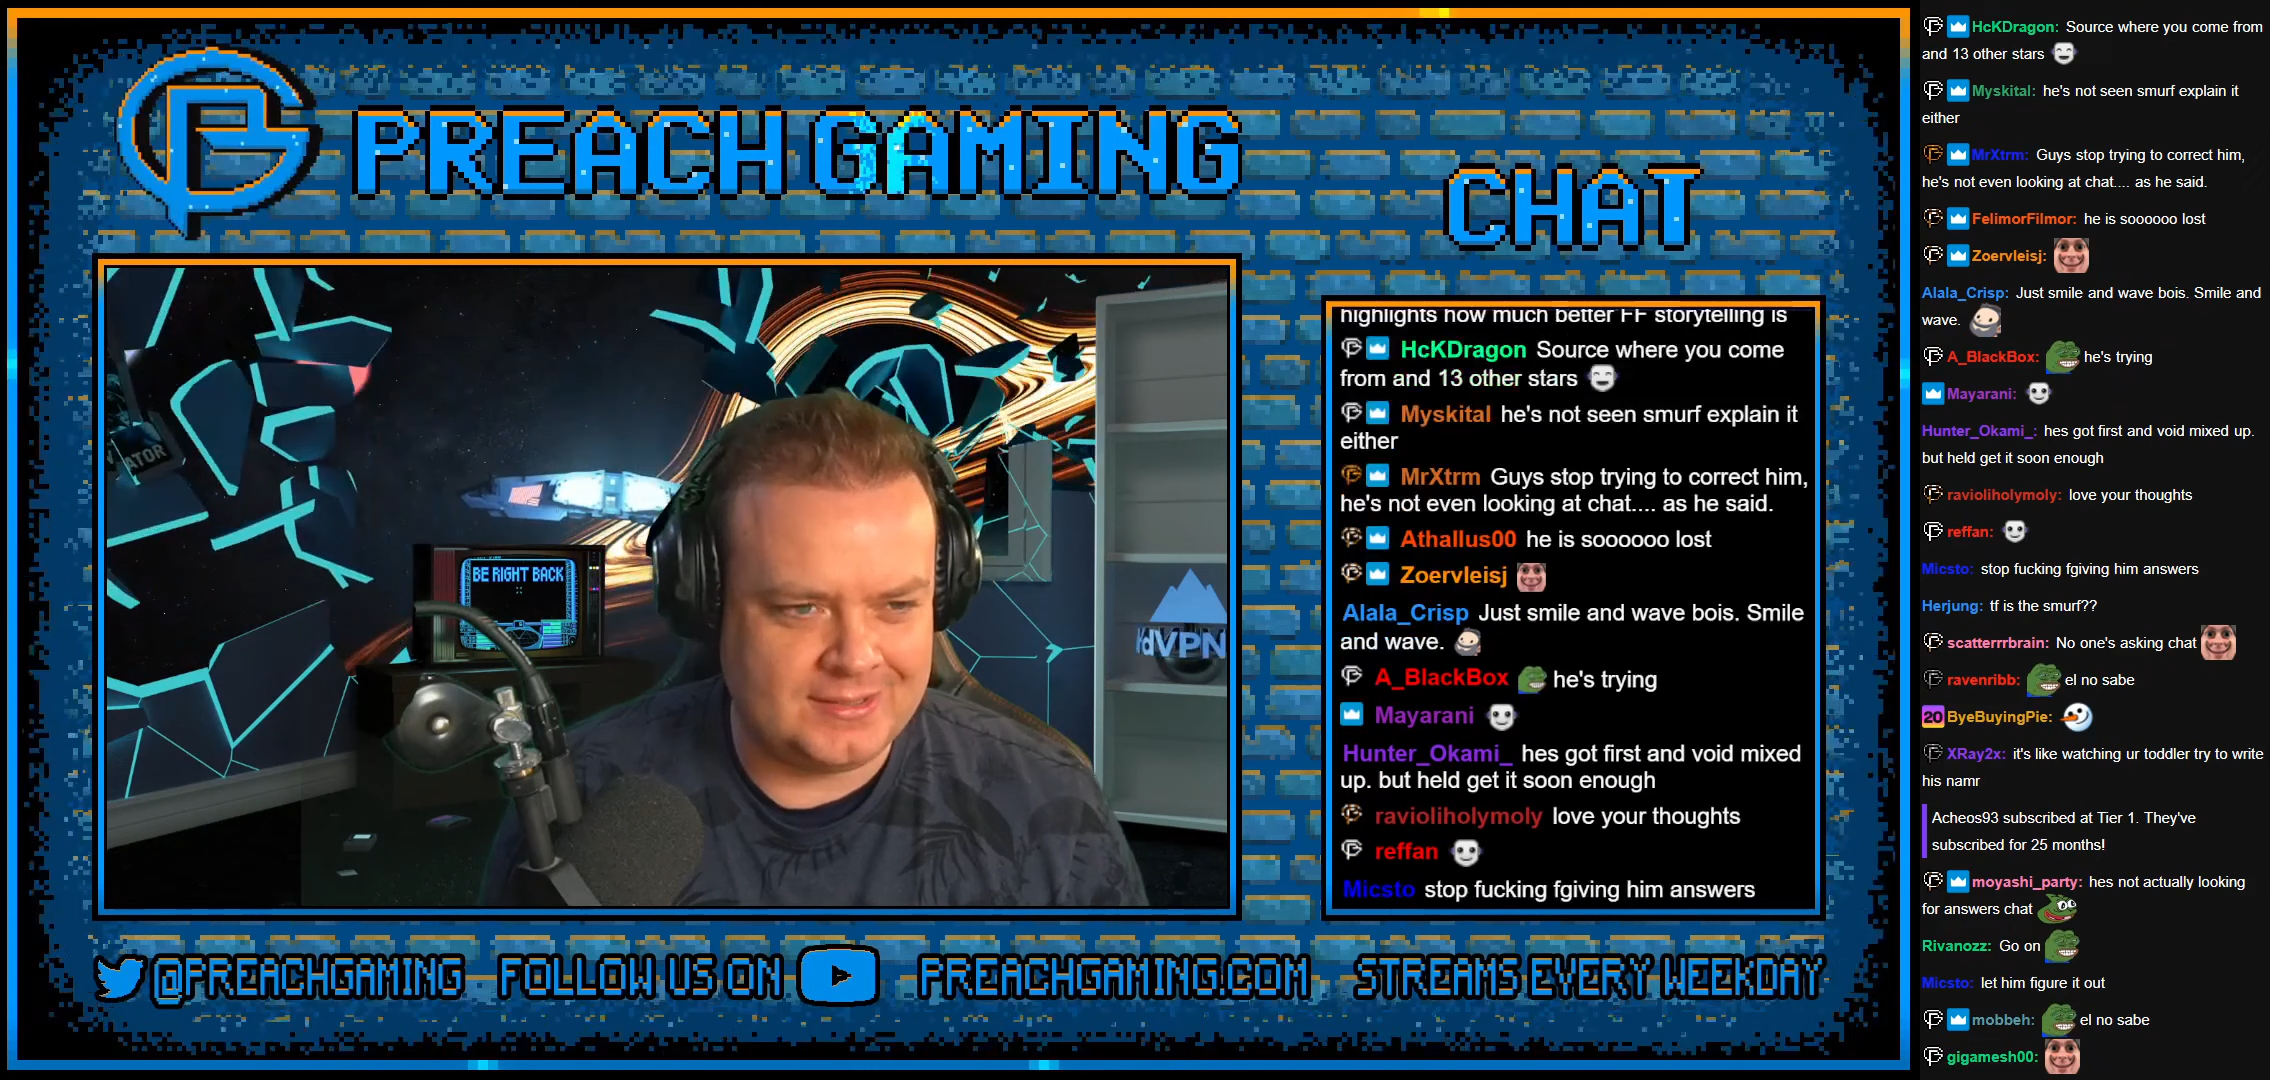 PREACH GAMING
CHAT
BE RIGHT BACK
ATOR
dVPN
highlights how much better FF storytelling is
HcKDragon Source where you come
from and 13 other stars
Myskital he's not seen smurf explain it
either
MrXtrm Guys stop trying to correct him,
he's not even looking at chat.... as he said.
Athallus00 he is soooooo lost
Zoervleisj
Alala_Crisp Just smile and wave bois. Smile
and wave.
A_BlackBox he's trying
Mayarani
Hunter_Okami_ hes got first and void mixed
up. but held get it soon enough
ravioliholymoly love your thoughts
reffan
Micsto stop fucking fgiving him answers
@PREACHGAMING FOLLOW US ON PREACHGAMING.COM STREAMS EVERY WEEKDAY
HcKDragon: Source where you come from
and 13 other stars
Myskital: he's not seen smurf explain it
either
MrXtrm: Guys stop trying to correct him,
he's not even looking at chat.... as he said.
FelimorFilmor: he is soooooo lost
Zoervleisj:
Alala_Crisp: Just smile and wave bois. Smile and
wave.
A_BlackBox: he's trying
Mayarani:
Hunter_Okami_: hes got first and void mixed up.
but held get it soon enough
ravioliholymoly: love your thoughts
reffan:
Micsto: stop fucking fgiving him answers
Herjung: tf is the smurf??
scatterrrbrain: No one's asking chat
ravenribb: el no sabe
20 ByeBuyingPie:
XRay2x: it's like watching ur toddler try to write
his namr
Acheos93 subscribed at Tier 1. They've
subscribed for 25 months!
moyashi_party: hes not actually looking
for answers chat
Rivanozz: Go on
Micsto: let him figure it out
mobbeh: el no sabe
gigamesh00: